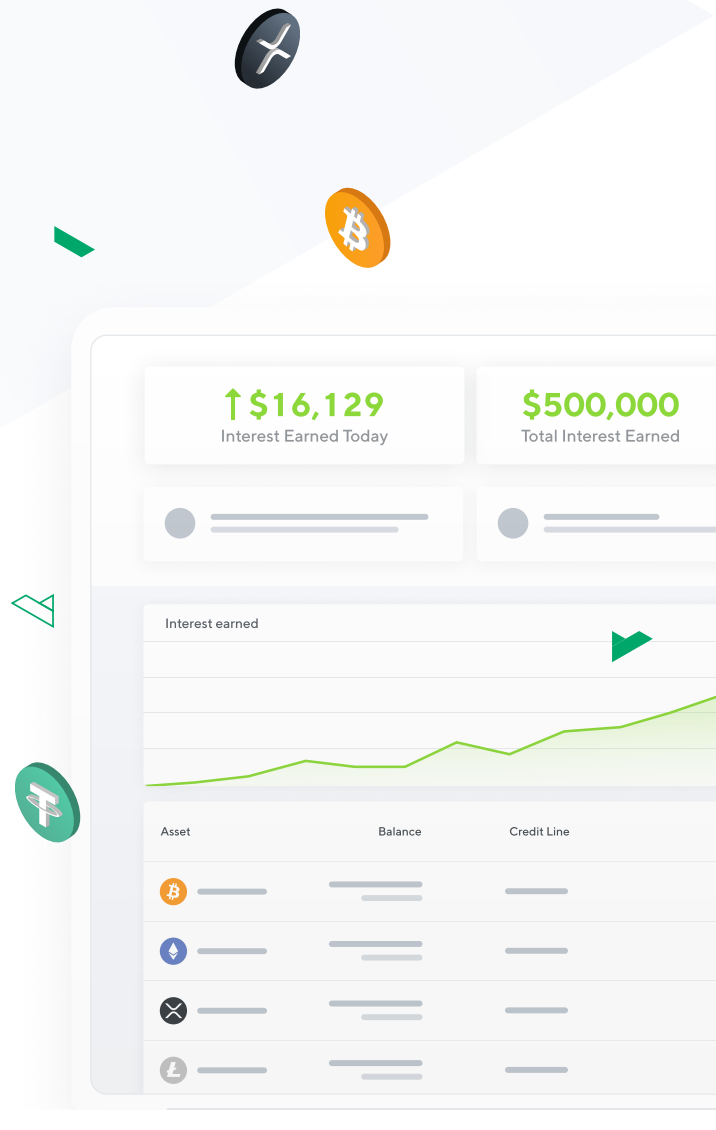 ↑$16,129
Interest Earned Today
$500,000
Total Interest Earned
Interest earned
Asset
Balance
Credit Line